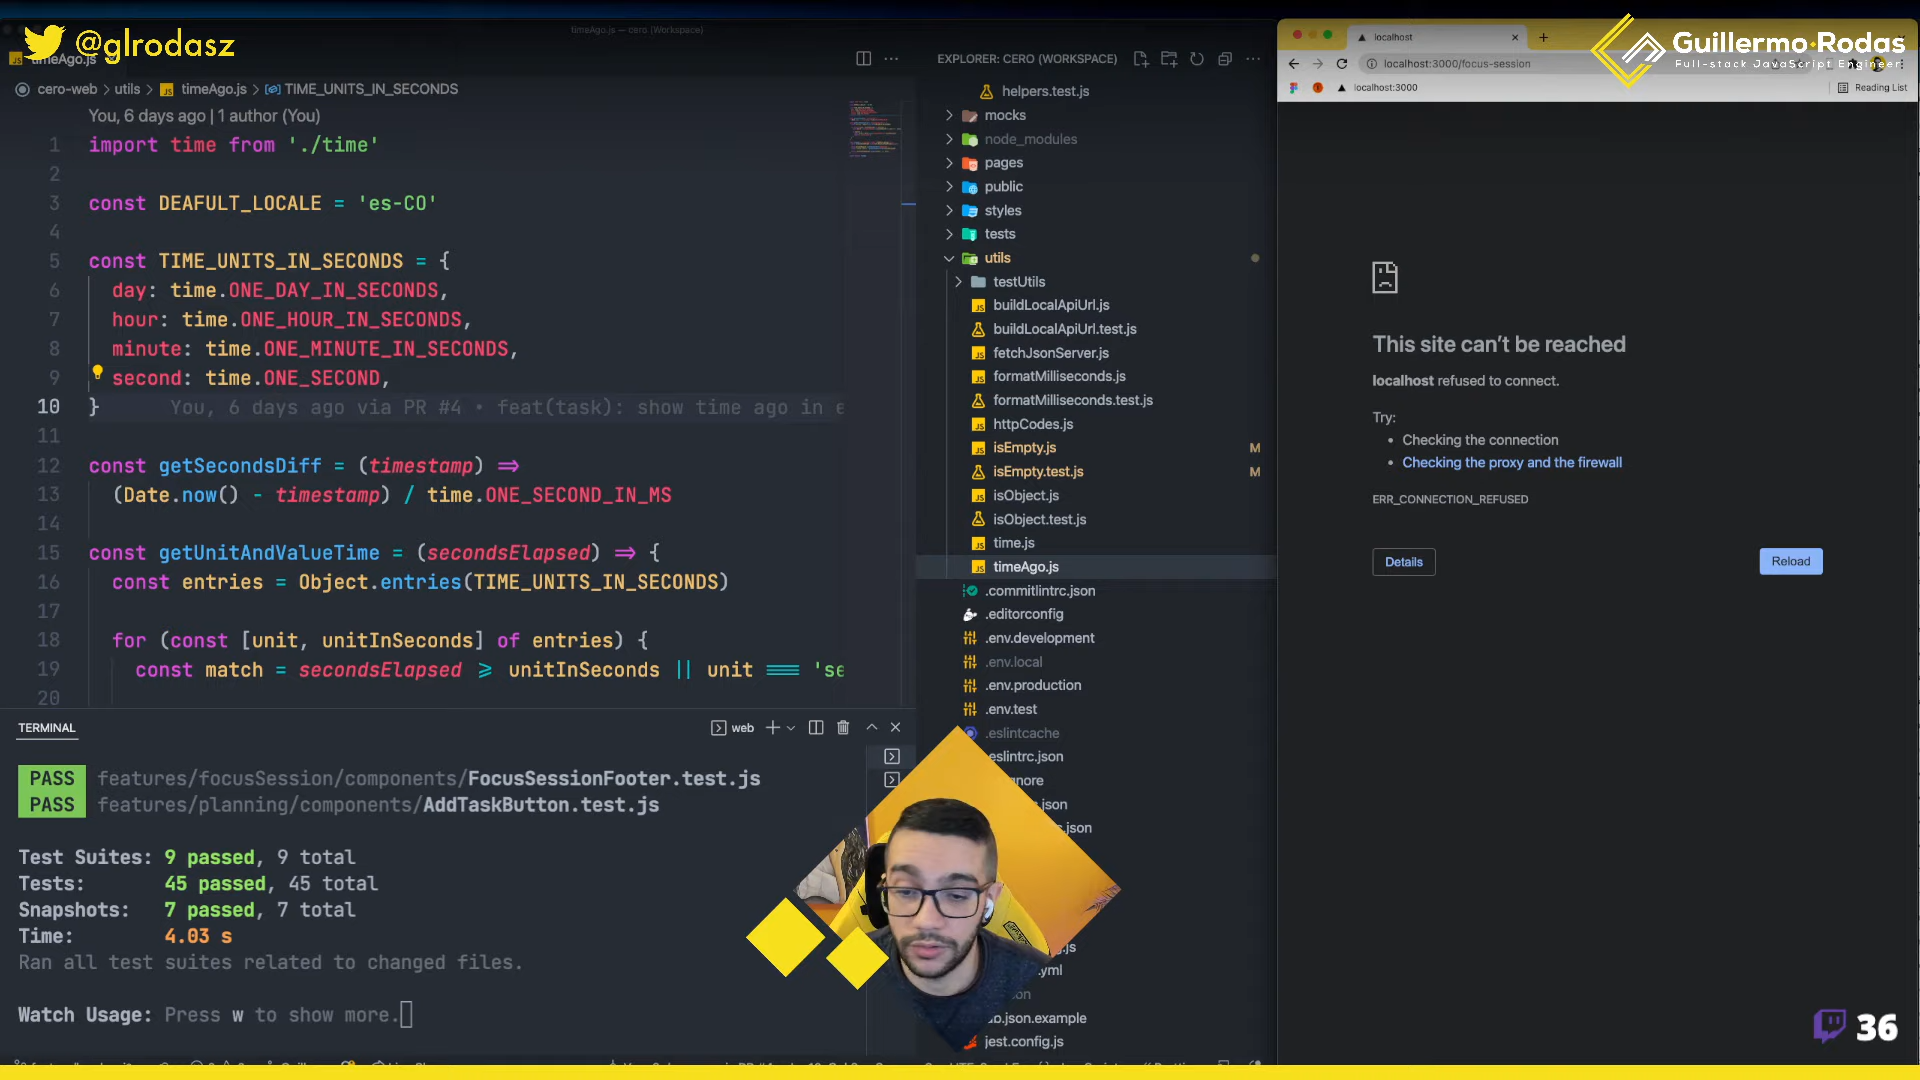 @glrodasz
timeAgo.js — cero (Workspace)
timeAgo.js
cero-web › utils › timeAgo.js › TIME_UNITS_IN_SECONDS
You, 6 days ago | 1 author (You)
1 import time from './time'
2
3 const DEAFULT_LOCALE = 'es-CO'
4
5 const TIME_UNITS_IN_SECONDS = {
6 day: time.ONE_DAY_IN_SECONDS,
7 hour: time.ONE_HOUR_IN_SECONDS,
8 minute: time.ONE_MINUTE_IN_SECONDS,
9 second: time.ONE_SECOND,
10 } You, 6 days ago via PR #4 • feat(task): show time ago in e
11
12 const getSecondsDiff = (timestamp) =>
13 (Date.now() - timestamp) / time.ONE_SECOND_IN_MS
14
15 const getUnitAndValueTime = (secondsElapsed) => {
16 const entries = Object.entries(TIME_UNITS_IN_SECONDS)
17
18 for (const [unit, unitInSeconds] of entries) {
19 const match = secondsElapsed >= unitInSeconds || unit === 'se
20
TERMINAL
web
PASS features/focusSession/components/FocusSessionFooter.test.js
PASS features/planning/components/AddTaskButton.test.js
Test Suites: 9 passed, 9 total
Tests: 45 passed, 45 total
Snapshots: 7 passed, 7 total
Time: 4.03 s
Ran all test suites related to changed files.
Watch Usage: Press w to show more.
EXPLORER: CERO (WORKSPACE)
helpers.test.js
mocks
node_modules
pages
public
styles
tests
utils
testUtils
buildLocalApiUrl.js
buildLocalApiUrl.test.js
fetchJsonServer.js
formatMilliseconds.js
formatMilliseconds.test.js
httpCodes.js
isEmpty.js M
isEmpty.test.js M
isObject.js
isObject.test.js
time.js
timeAgo.js
.commitlintrc.json
.editorconfig
.env.development
.env.local
.env.production
.env.test
.eslintcache
eslintrc.json
jest.config.js
localhost
localhost:3000/focus-session
localhost:3000
Reading List
Guillermo·Rodas
Full-stack JavaScript Engineer
This site can't be reached
localhost refused to connect.
Try:
• Checking the connection
• Checking the proxy and the firewall
ERR_CONNECTION_REFUSED
Details
Reload
36